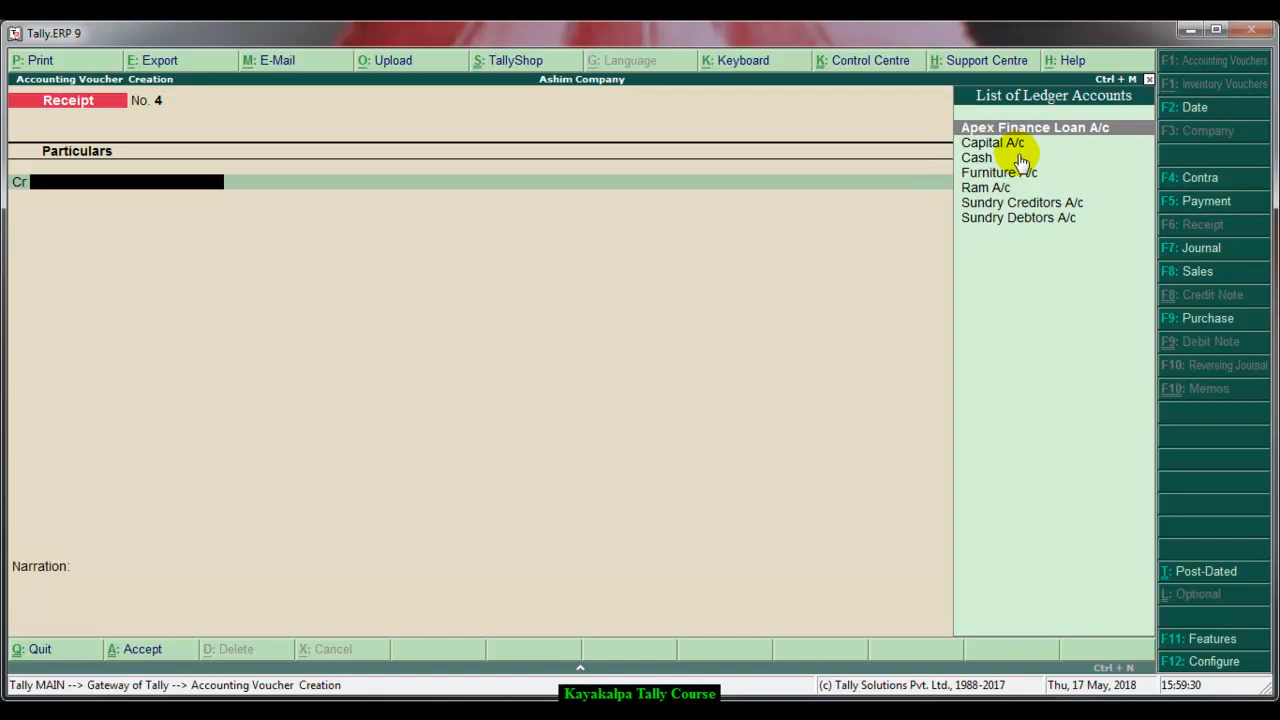 Tally.ERP 9
P: Print
E: Export
M: E-Mail
O: Upload
S: TallyShop
G: Language
K: Keyboard
K: Control Centre
H: Support Centre
H: Help
Accounting Voucher Creation
Ashim Company
Ctrl + M
Receipt No. 4
Particulars
Cr
Narration:
List of Ledger Accounts
Apex Finance Loan A/c
Capital A/c
Cash
Furniture A/c
Ram A/c
Sundry Creditors A/c
Sundry Debtors A/c
F1: Accounting Vouchers
F1: Inventory Vouchers
F2: Date
F3: Company
F4: Contra
F5: Payment
F6: Receipt
F7: Journal
F8: Sales
F8: Credit Note
F9: Purchase
F9: Debit Note
F10: Reversing Journal
F10: Memos
T: Post-Dated
L: Optional
F11: Features
F12: Configure
Q: Quit
A: Accept
D: Delete
X: Cancel
Ctrl + N
Tally MAIN --> Gateway of Tally --> Accounting Voucher Creation
(c) Tally Solutions Pvt. Ltd., 1988-2017
Thu, 17 May, 2018
15:59:30
Kayakalpa Tally Course